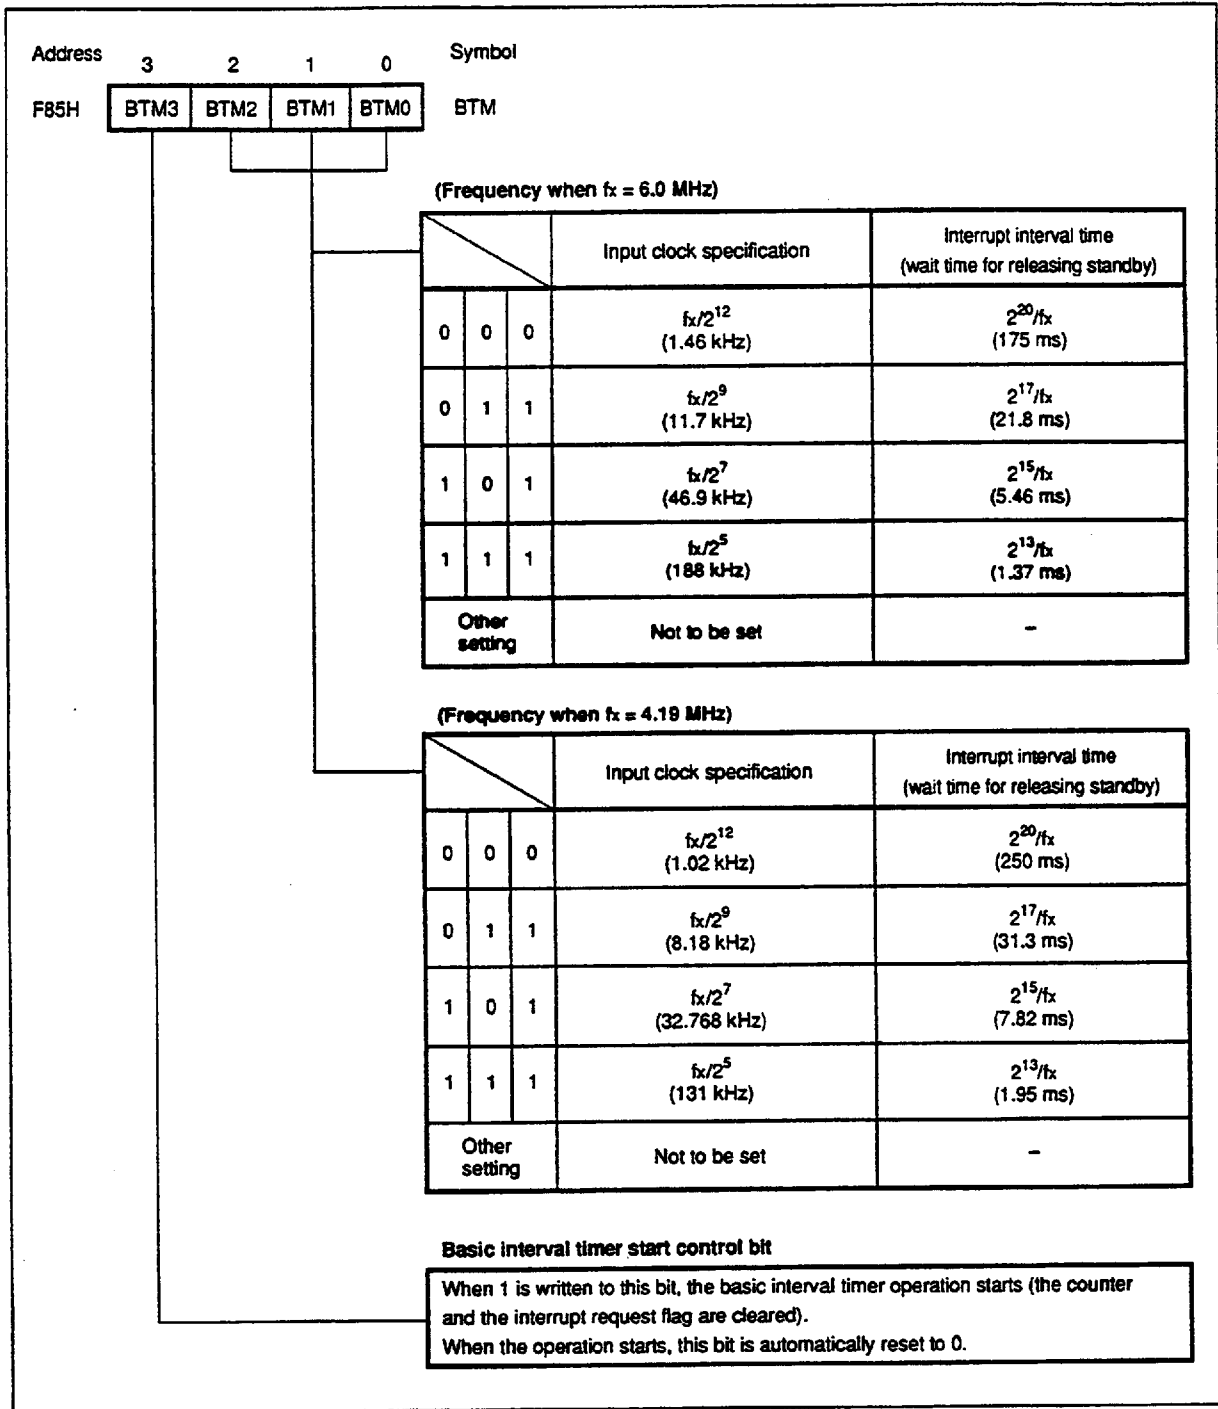 Address 3 2 1 0 Symbol
F85H BTM3 BTM2 BTM1 BTM0 BTM
(Frequency when fx = 6.0 MHz)
Input clock specification
Interrupt interval time
(wait time for releasing standby)
0 0 0
fx/2^12
(1.46 kHz)
2^20/fx
(175 ms)
0 1 1
fx/2^9
(11.7 kHz)
2^17/fx
(21.8 ms)
1 0 1
fx/2^7
(46.9 kHz)
2^15/fx
(5.46 ms)
1 1 1
fx/2^5
(188 kHz)
2^13/fx
(1.37 ms)
Other
setting
Not to be set
–
(Frequency when fx = 4.19 MHz)
Input clock specification
Interrupt interval time
(wait time for releasing standby)
0 0 0
fx/2^12
(1.02 kHz)
2^20/fx
(250 ms)
0 1 1
fx/2^9
(8.18 kHz)
2^17/fx
(31.3 ms)
1 0 1
fx/2^7
(32.768 kHz)
2^15/fx
(7.82 ms)
1 1 1
fx/2^5
(131 kHz)
2^13/fx
(1.95 ms)
Other
setting
Not to be set
–
Basic interval timer start control bit
When 1 is written to this bit, the basic interval timer operation starts (the counter
and the interrupt request flag are cleared).
When the operation starts, this bit is automatically reset to 0.